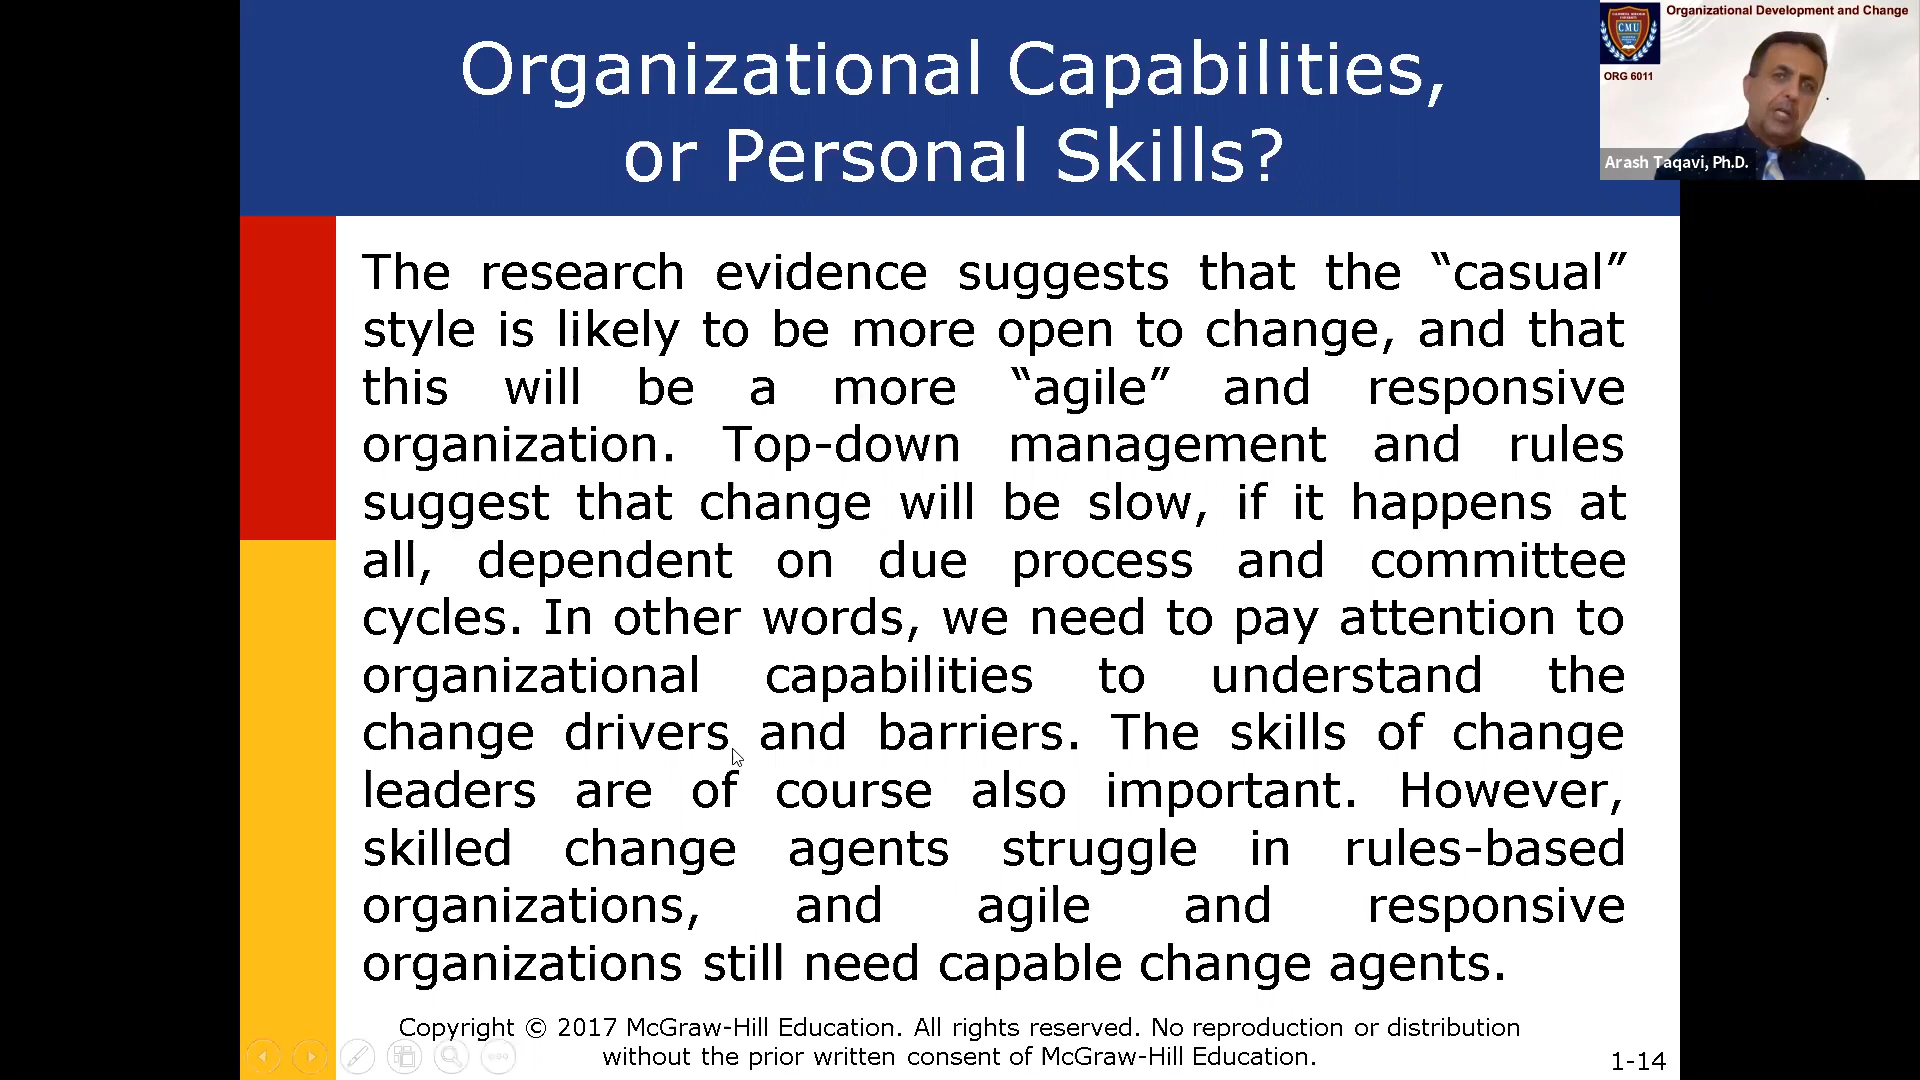 Organizational Capabilities,
or Personal Skills?
Organizational Development and Change
CMU
ORG 6011
Arash Taqavi, Ph.D.
The research evidence suggests that the “casual”
style is likely to be more open to change, and that
this will be a more “agile” and responsive
organization. Top-down management and rules
suggest that change will be slow, if it happens at
all, dependent on due process and committee
cycles. In other words, we need to pay attention to
organizational capabilities to understand the
change drivers and barriers. The skills of change
leaders are of course also important. However,
skilled change agents struggle in rules-based
organizations, and agile and responsive
organizations still need capable change agents.
Copyright © 2017 McGraw-Hill Education. All rights reserved. No reproduction or distribution
without the prior written consent of McGraw-Hill Education.
1-14